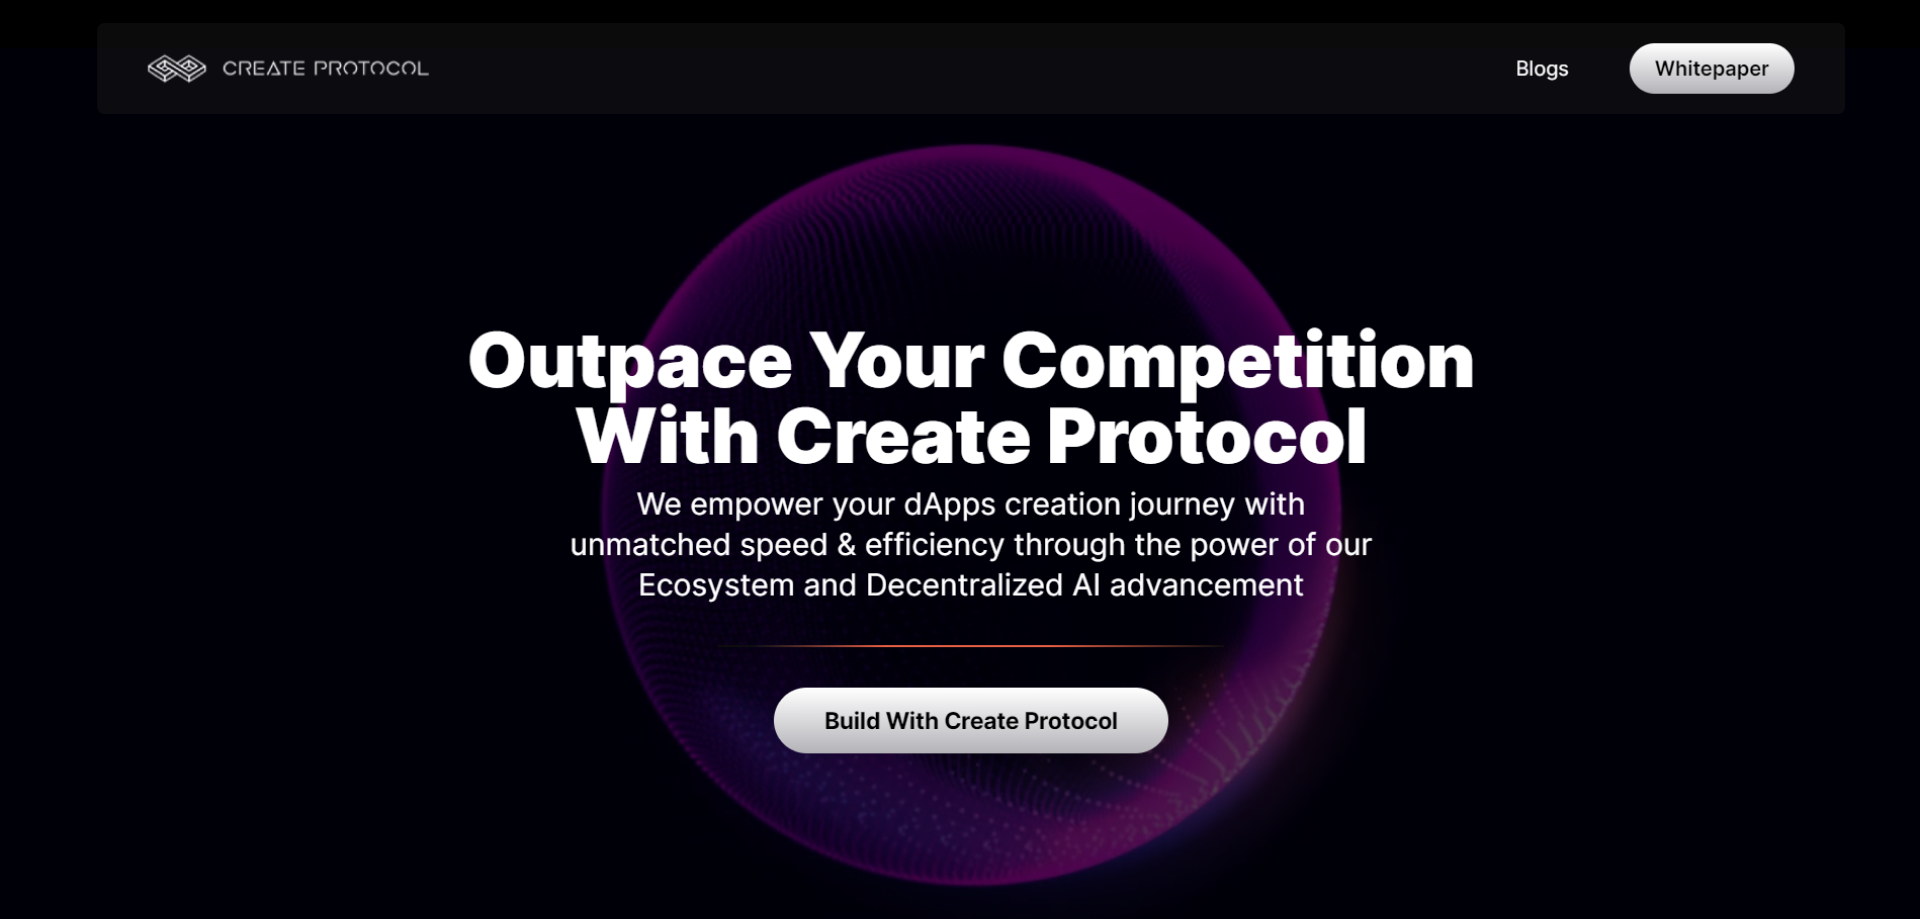 CREATE PROTOCOL
Blogs
Whitepaper
Outpace Your Competition
With Create Protocol
We empower your dApps creation journey with
unmatched speed & efficiency through the power of our
Ecosystem and Decentralized AI advancement
Build With Create Protocol